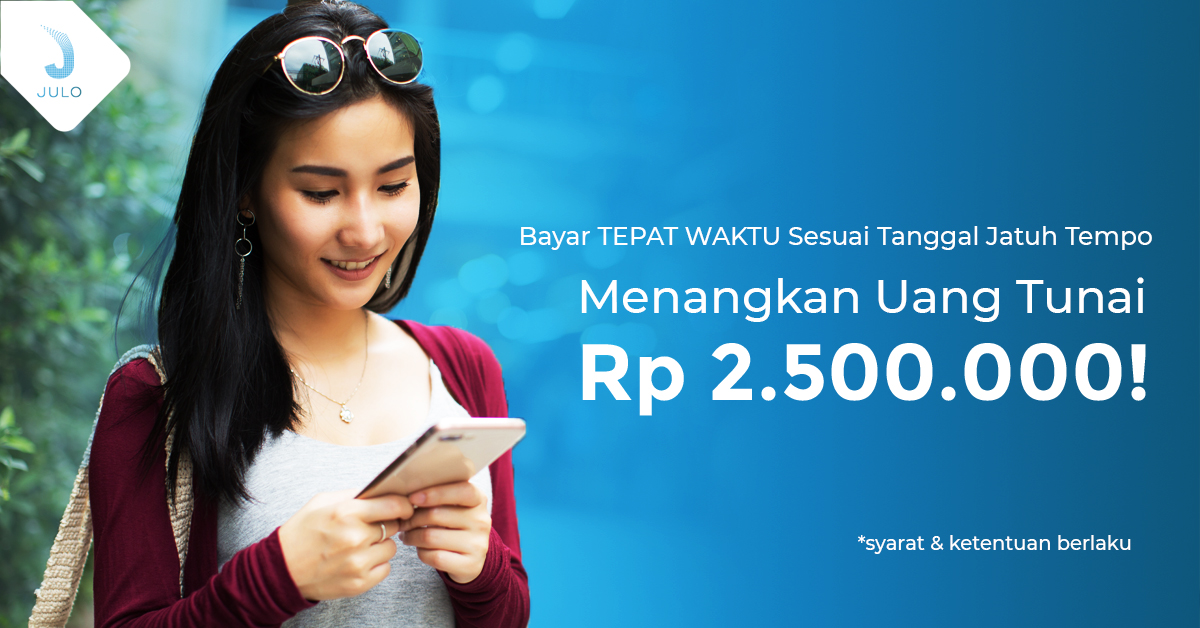 JULO
Bayar TEPAT WAKTU Sesuai Tanggal Jatuh Tempo
Menangkan Uang Tunai
Rp 2.500.000!
*syarat & ketentuan berlaku